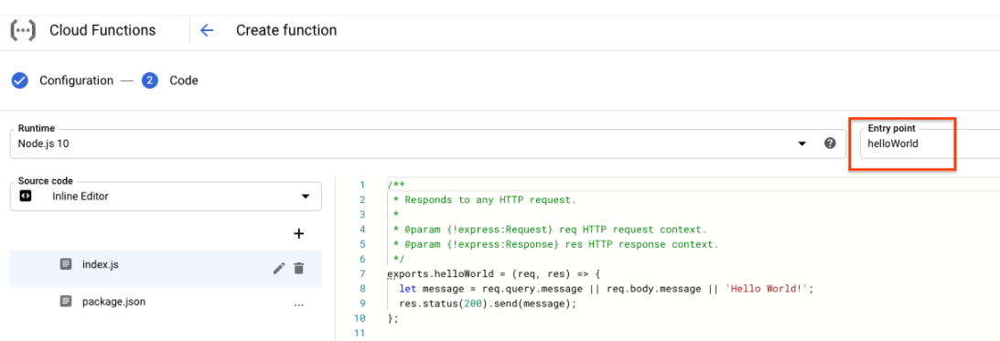 Cloud Functions
Create function
Configuration — 2 Code
Runtime
Node.js 10
Entry point
helloWorld
Source code
Inline Editor
index.js
package.json
1 /**
2 * Responds to any HTTP request.
3 *
4 * @param {!express:Request} req HTTP request context.
5 * @param {!express:Response} res HTTP response context.
6 */
7 exports.helloWorld = (req, res) => {
8 let message = req.query.message || req.body.message || 'Hello World!';
9 res.status(200).send(message);
10 };
11